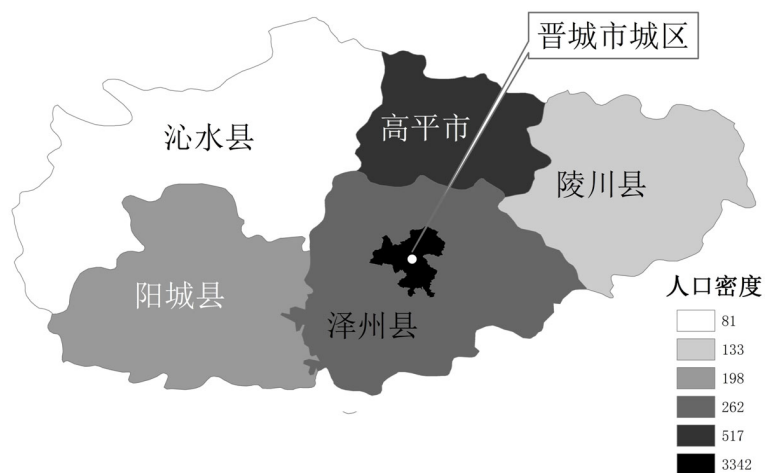 晋城市城区
高平市
沁水县
陵川县
阳城县
泽州县
人口密度
81
133
198
262
517
3342